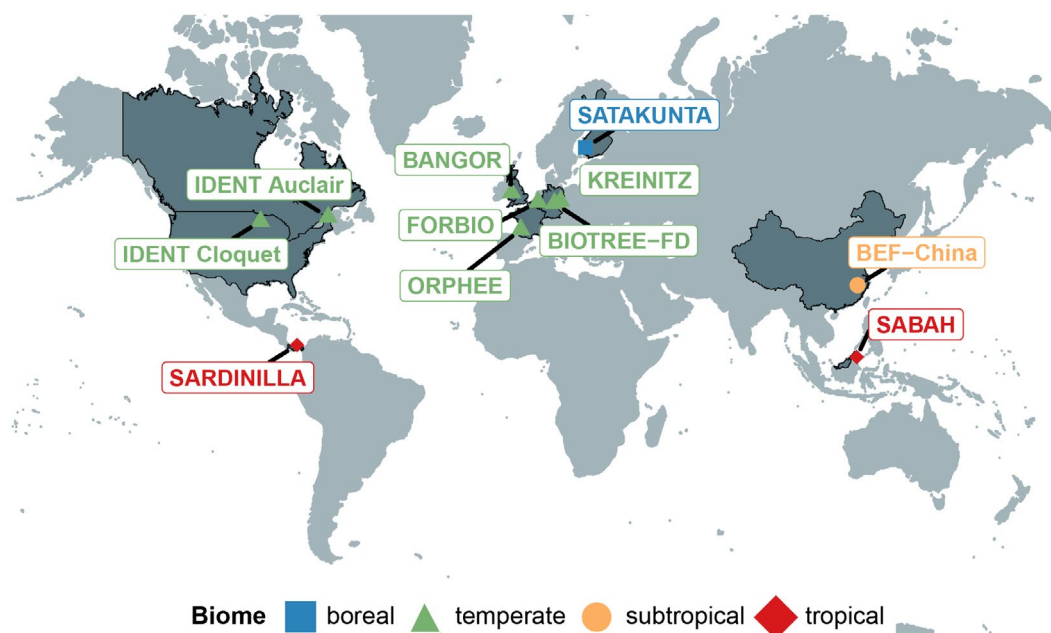 SATAKUNTA
BANGOR
KREINITZ
IDENT Auclair
FORBIO
BIOTREE–FD
IDENT Cloquet
BEF–China
ORPHEE
SABAH
SARDINILLA
Biome boreal temperate subtropical tropical